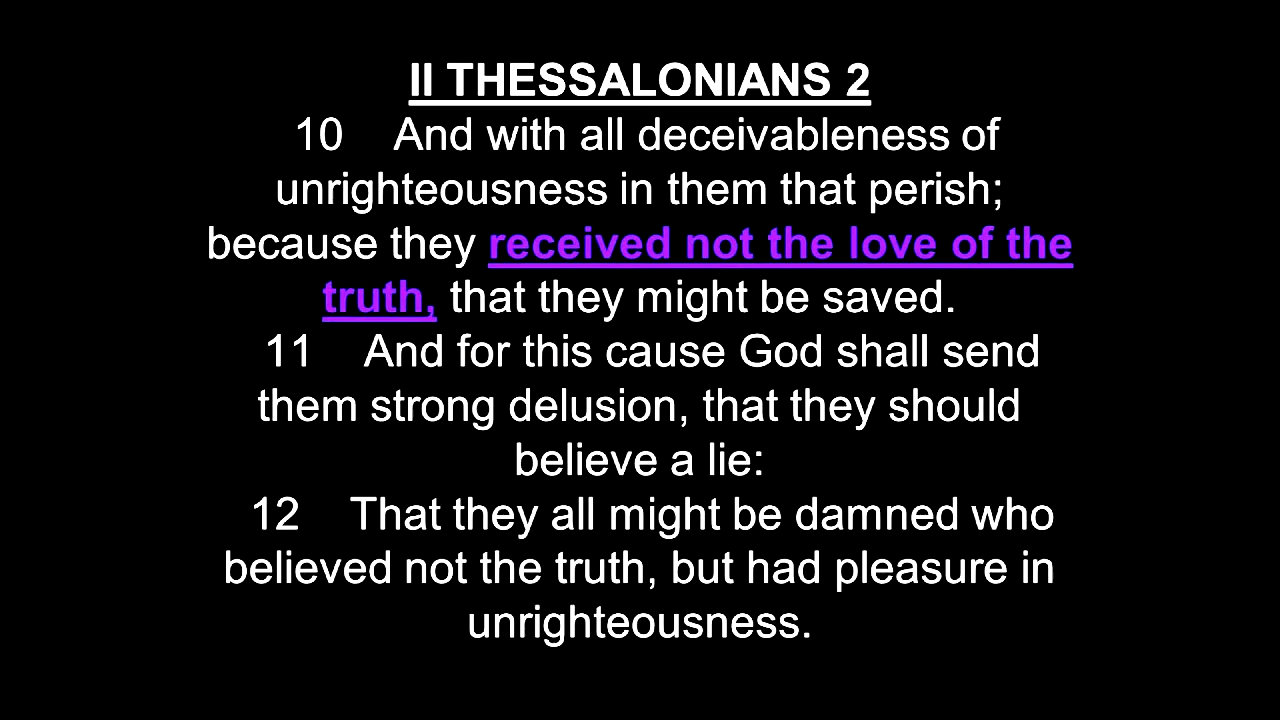 II THESSALONIANS 2
10 And with all deceivableness of
unrighteousness in them that perish;
because they received not the love of the
truth, that they might be saved.
11 And for this cause God shall send
them strong delusion, that they should
believe a lie:
12 That they all might be damned who
believed not the truth, but had pleasure in
unrighteousness.